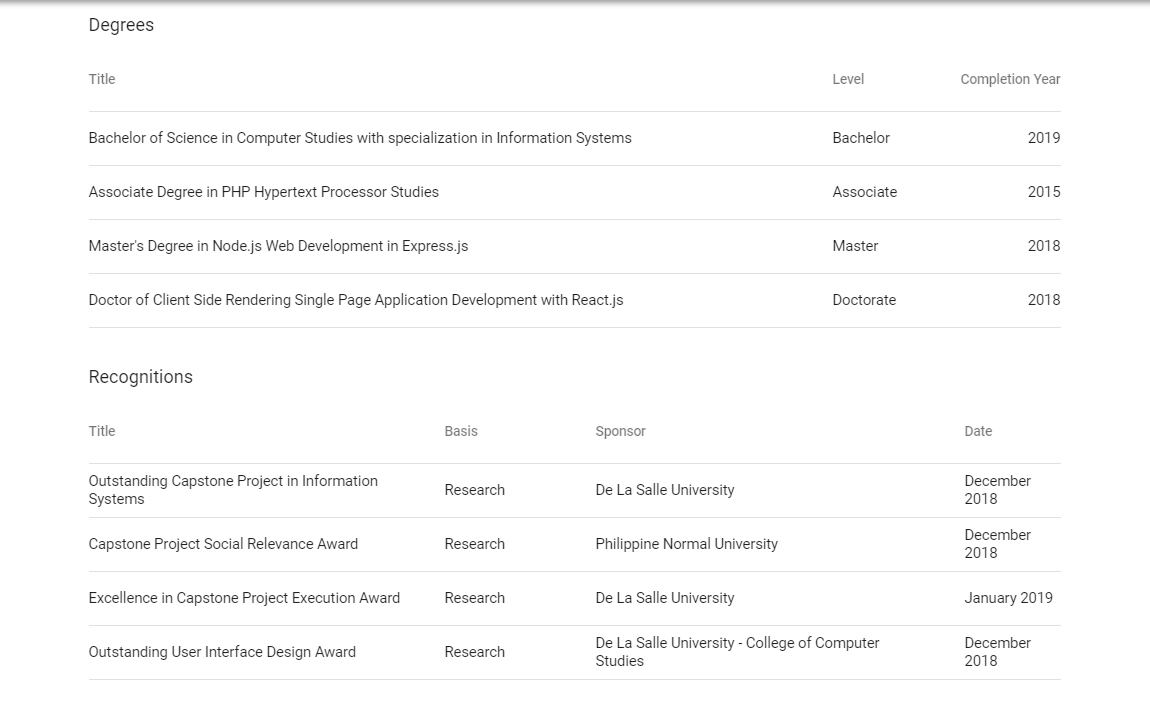 Degrees
Title Level Completion Year
Bachelor of Science in Computer Studies with specialization in Information Systems Bachelor 2019
Associate Degree in PHP Hypertext Processor Studies Associate 2015
Master's Degree in Node.js Web Development in Express.js Master 2018
Doctor of Client Side Rendering Single Page Application Development with React.js Doctorate 2018
Recognitions
Title Basis Sponsor Date
Outstanding Capstone Project in Information
Systems
Research
De La Salle University
December
2018
Capstone Project Social Relevance Award
Research
Philippine Normal University
December
2018
Excellence in Capstone Project Execution Award Research De La Salle University January 2019
Outstanding User Interface Design Award
Research
De La Salle University - College of Computer
Studies
December
2018